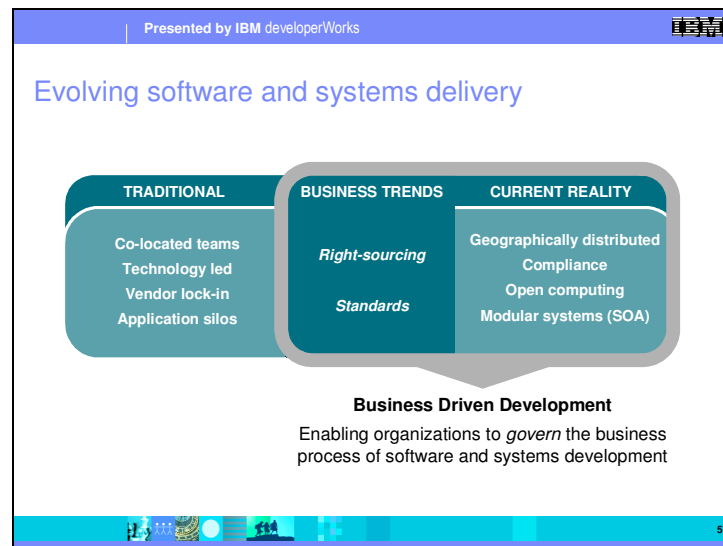 Presented by IBM developerWorks
IBM
Evolving software and systems delivery
TRADITIONAL
Co-located teams
Technology led
Vendor lock-in
Application silos
BUSINESS TRENDS
Right-sourcing
Standards
CURRENT REALITY
Geographically distributed
Compliance
Open computing
Modular systems (SOA)
Business Driven Development
Enabling organizations to govern the business
process of software and systems development
5